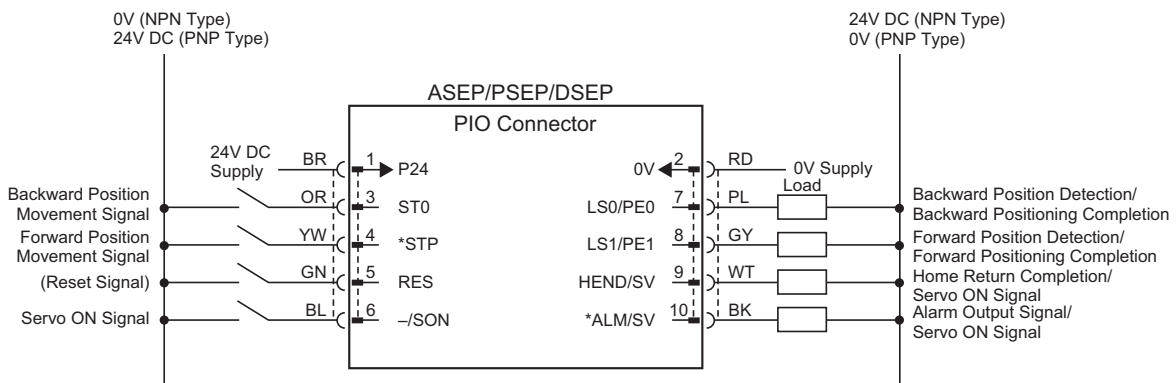 0V (NPN Type)
24V DC (PNP Type)
24V DC (NPN Type)
0V (PNP Type)
ASEP/PSEP/DSEP
PIO Connector
24V DC
Supply
BR
1
P24
0V
2
RD
0V Supply
Load
Backward Position
Movement Signal
OR
3
ST0
LS0/PE0
7
PL
Backward Position Detection/
Backward Positioning Completion
Forward Position
Movement Signal
YW
4
*STP
LS1/PE1
8
GY
Forward Position Detection/
Forward Positioning Completion
(Reset Signal)
GN
5
RES
HEND/SV
9
WT
Home Return Completion/
Servo ON Signal
Servo ON Signal
BL
6
–/SON
*ALM/SV
10
BK
Alarm Output Signal/
Servo ON Signal